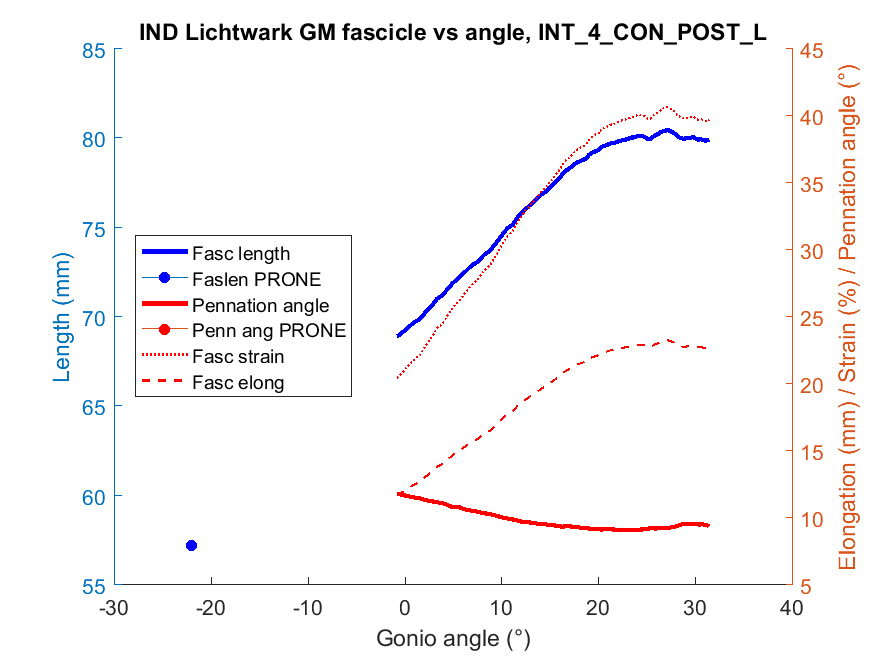 IND Lichtwark GM fascicle vs angle, INT_4_CON_POST_L
85
80
75
70
65
60
55
Length (mm)
Fasc length
Faslen PRONE
Pennation angle
Penn ang PRONE
Fasc strain
Fasc elong
45
40
35
30
25
20
15
10
5
Elongation (mm) / Strain (%) / Pennation angle (°)
-30 -20 -10 0 10 20 30 40
Gonio angle (°)